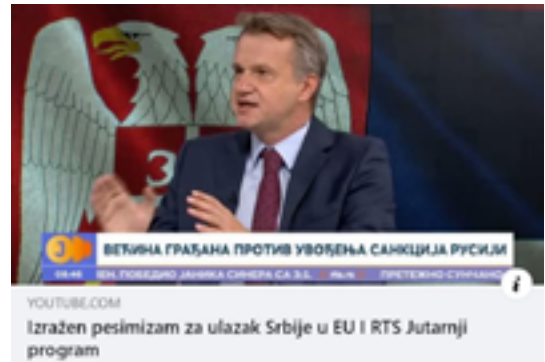 Ј
ВЕЋИНА ГРАЂАНА ПРОТИВ УВОЂЕЊА САНКЦИЈА РУСИЈИ
ПОБЕДИО ЈАНИКА СИНЕРА СА 3:1. ПРЕТЕЖНО СУНЧАНО
i
YOUTUBE.COM
Izražen pesimizam za ulazak Srbije u EU I RTS Jutarnji
program